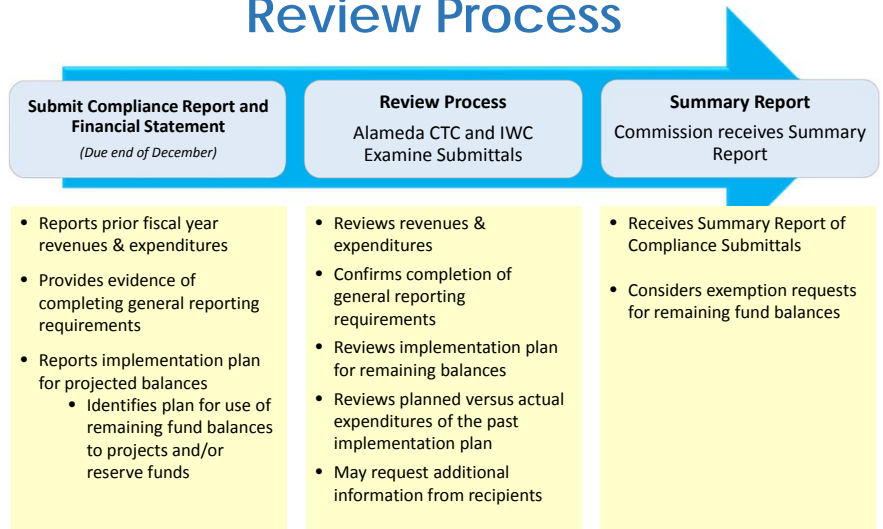 Review Process
Submit Compliance Report and
Financial Statement
(Due end of December)
Review Process
Alameda CTC and IWC
Examine Submittals
Summary Report
Commission receives Summary
Report
• Reports prior fiscal year
revenues & expenditures
• Provides evidence of
completing general reporting
requirements
• Reports implementation plan
for projected balances
• Identifies plan for use of
remaining fund balances
to projects and/or
reserve funds
• Reviews revenues &
expenditures
• Confirms completion of
general reporting
requirements
• Reviews implementation plan
for remaining balances
• Reviews planned versus actual
expenditures of the past
implementation plan
• May request additional
information from recipients
• Receives Summary Report of
Compliance Submittals
• Considers exemption requests
for remaining fund balances